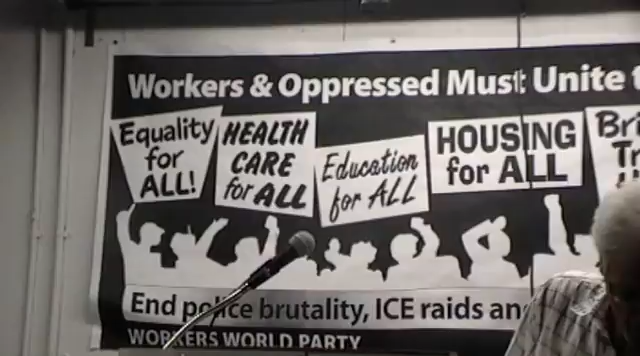 Workers & Oppressed Must Unite
Equality
for
ALL!
HEALTH
CARE
for ALL
Education
for ALL
HOUSING
for ALL
End police brutality, ICE raids
WORKERS WORLD PARTY